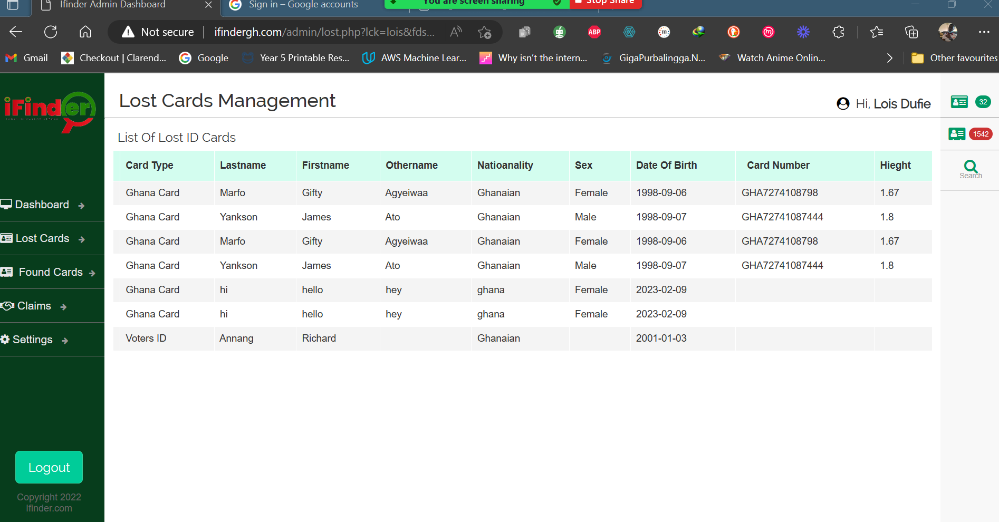 Ifinder Admin Dashboard
Sign in – Google accounts
You are screen sharing
Stop Share
Not secure
ifindergh.com/admin/lost.php?lck=lois&fds...
ABP
Gmail
Checkout | Clarend...
Google
Year 5 Printable Res...
AWS Machine Lear...
Why isn't the intern...
GigaPurbalingga.N...
Watch Anime Onlin...
Other favourites
iFinder
Lost Cards Management
Hi, Lois Dufie
32
1542
Search
List Of Lost ID Cards
Card Type Lastname Firstname Othername Natioanality Sex Date Of Birth Card Number Hieght
Ghana Card Marfo Gifty Agyeiwaa Ghanaian Female 1998-09-06 GHA7274108798 1.67
Ghana Card Yankson James Ato Ghanaian Male 1998-09-07 GHA72741087444 1.8
Ghana Card Marfo Gifty Agyeiwaa Ghanaian Female 1998-09-06 GHA7274108798 1.67
Ghana Card Yankson James Ato Ghanaian Male 1998-09-07 GHA72741087444 1.8
Ghana Card hi hello hey ghana Female 2023-02-09
Ghana Card hi hello hey ghana Female 2023-02-09
Voters ID Annang Richard Ghanaian 2001-01-03
Dashboard
Lost Cards
Found Cards
Claims
Settings
Logout
Copyright 2022
Ifinder.com